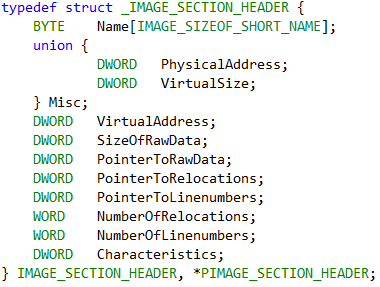 typedef struct _IMAGE_SECTION_HEADER {
    BYTE    Name[IMAGE_SIZEOF_SHORT_NAME];
    union {
            DWORD   PhysicalAddress;
            DWORD   VirtualSize;
    } Misc;
    DWORD   VirtualAddress;
    DWORD   SizeOfRawData;
    DWORD   PointerToRawData;
    DWORD   PointerToRelocations;
    DWORD   PointerToLinenumbers;
    WORD    NumberOfRelocations;
    WORD    NumberOfLinenumbers;
    DWORD   Characteristics;
} IMAGE_SECTION_HEADER, *PIMAGE_SECTION_HEADER;